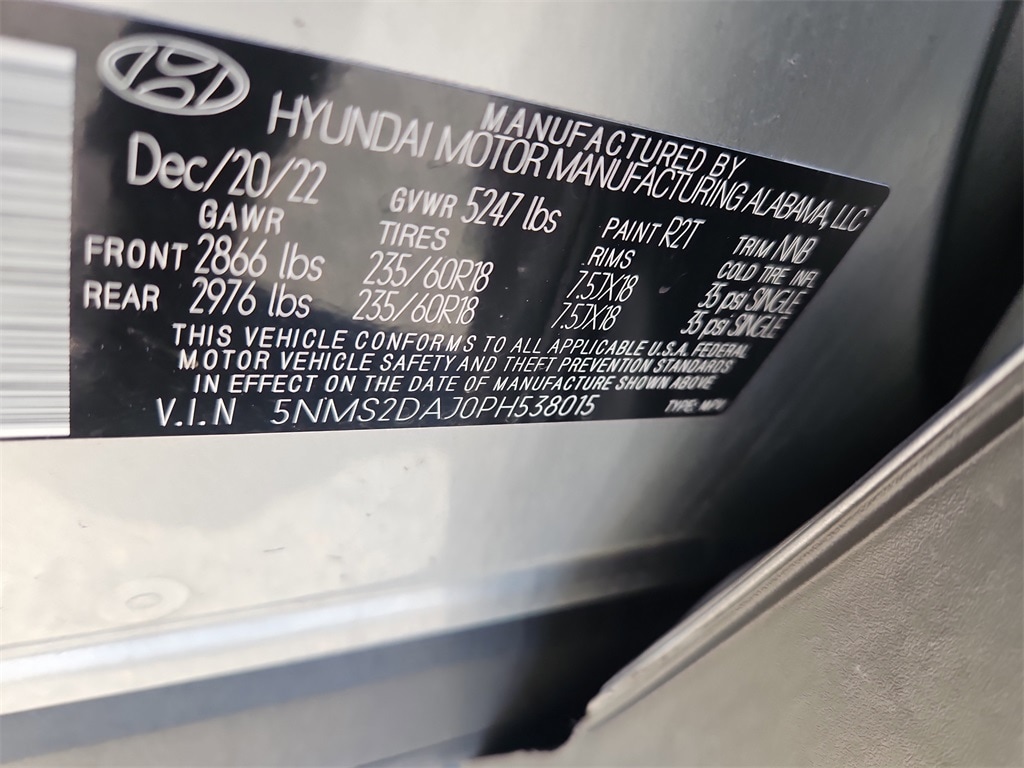 MANUFACTURED BY
HYUNDAI MOTOR MANUFACTURING ALABAMA, LLC
Dec/20/22 GVWR 5247 lbs PAINT R2T TRIM NNB
GAWR TIRES RIMS COLD TIRE INFL
FRONT 2866 lbs 235/60R18 7.5JX18 35 psi SINGLE
REAR 2976 lbs 235/60R18 7.5JX18 35 psi SINGLE
THIS VEHICLE CONFORMS TO ALL APPLICABLE U.S.A. FEDERAL
MOTOR VEHICLE SAFETY AND THEFT PREVENTION STANDARDS
IN EFFECT ON THE DATE OF MANUFACTURE SHOWN ABOVE
V.I.N 5NMS2DAJ0PH538015 TYPE: MPV